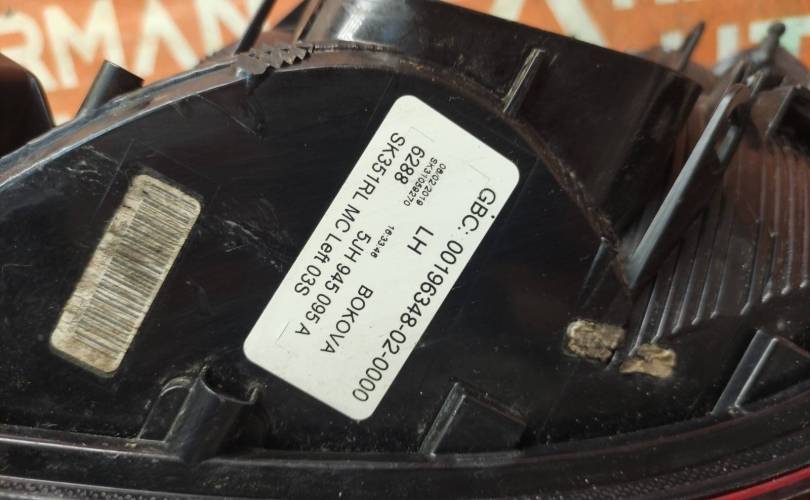 GBC: 00196348-02-0000
SK31059270
08/02/2019
6288
LH
16:33:46
BOKOVA
5JH 945 095 A
SK351RL MC Left 03S